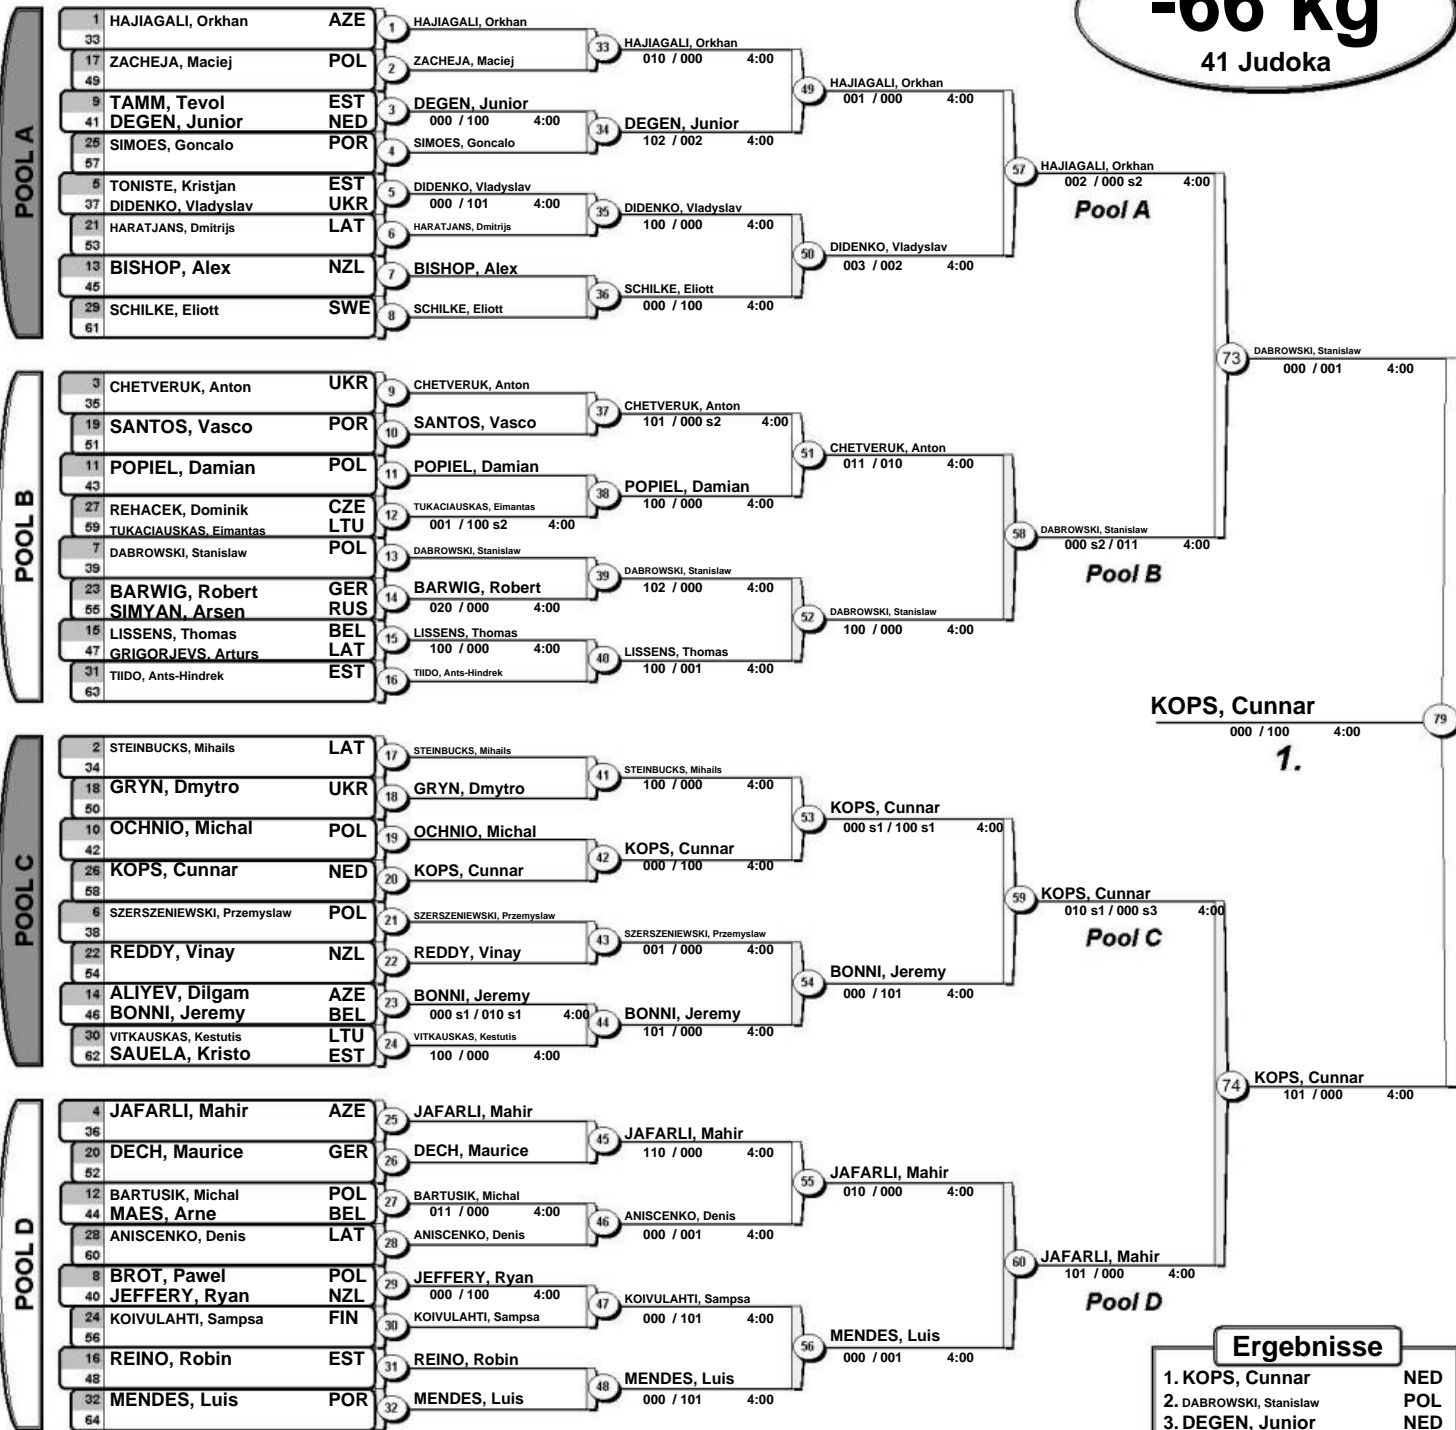 -66 kg
41 Judoka
POOL A
1 HAJIAGALI, Orkhan AZE
33
17 ZACHEJA, Maciej POL
49
9 TAMM, Tevol EST
41 DEGEN, Junior NED
25 SIMOES, Goncalo POR
57
5 TONISTE, Kristjan EST
37 DIDENKO, Vladyslav UKR
21 HARATJANS, Dmitrijs LAT
53
13 BISHOP, Alex NZL
45
29 SCHILKE, Eliott SWE
61
1 HAJIAGALI, Orkhan
2 ZACHEJA, Maciej
3 DEGEN, Junior
000 / 100 4:00
4 SIMOES, Goncalo
5 DIDENKO, Vladyslav
000 / 101 4:00
6 HARATJANS, Dmitrijs
7 BISHOP, Alex
8 SCHILKE, Eliott
33 HAJIAGALI, Orkhan
010 / 000 4:00
34 DEGEN, Junior
102 / 002 4:00
35 DIDENKO, Vladyslav
100 / 000 4:00
36 SCHILKE, Eliott
000 / 100 4:00
49 HAJIAGALI, Orkhan
001 / 000 4:00
50 DIDENKO, Vladyslav
003 / 002 4:00
57 HAJIAGALI, Orkhan
002 / 000 s2 4:00
Pool A
POOL B
3 CHETVERUK, Anton UKR
35
19 SANTOS, Vasco POR
51
11 POPIEL, Damian POL
43
27 REHACEK, Dominik CZE
59 TUKACIAUSKAS, Eimantas LTU
7 DABROWSKI, Stanislaw POL
39
23 BARWIG, Robert GER
55 SIMYAN, Arsen RUS
15 LISSENS, Thomas BEL
47 GRIGORJEVS, Arturs LAT
31 TIIDO, Ants-Hindrek EST
63
9 CHETVERUK, Anton
10 SANTOS, Vasco
11 POPIEL, Damian
12 TUKACIAUSKAS, Eimantas
001 / 100 s2 4:00
13 DABROWSKI, Stanislaw
14 BARWIG, Robert
020 / 000 4:00
15 LISSENS, Thomas
100 / 000 4:00
16 TIIDO, Ants-Hindrek
37 CHETVERUK, Anton
101 / 000 s2 4:00
38 POPIEL, Damian
100 / 000 4:00
39 DABROWSKI, Stanislaw
102 / 000 4:00
40 LISSENS, Thomas
100 / 001 4:00
51 CHETVERUK, Anton
011 / 010 4:00
52 DABROWSKI, Stanislaw
100 / 000 4:00
58 DABROWSKI, Stanislaw
000 s2 / 011 4:00
Pool B
73 DABROWSKI, Stanislaw
000 / 001 4:00
KOPS, Cunnar 79
000 / 100 4:00
1.
POOL C
2 STEINBUCKS, Mihails LAT
34
18 GRYN, Dmytro UKR
50
10 OCHNIO, Michal POL
42
26 KOPS, Cunnar NED
58
6 SZERSZENIEWSKI, Przemyslaw POL
38
22 REDDY, Vinay NZL
54
14 ALIYEV, Dilgam AZE
46 BONNI, Jeremy BEL
30 VITKAUSKAS, Kestutis LTU
62 SAUELA, Kristo EST
17 STEINBUCKS, Mihails
18 GRYN, Dmytro
19 OCHNIO, Michal
20 KOPS, Cunnar
21 SZERSZENIEWSKI, Przemyslaw
22 REDDY, Vinay
23 BONNI, Jeremy
000 s1 / 010 s1 4:00
24 VITKAUSKAS, Kestutis
100 / 000 4:00
41 STEINBUCKS, Mihails
100 / 000 4:00
42 KOPS, Cunnar
000 / 100 4:00
43 SZERSZENIEWSKI, Przemyslaw
001 / 000 4:00
44 BONNI, Jeremy
101 / 000 4:00
53 KOPS, Cunnar
000 s1 / 100 s1 4:00
54 BONNI, Jeremy
000 / 101 4:00
59 KOPS, Cunnar
010 s1 / 000 s3 4:00
Pool C
74 KOPS, Cunnar
101 / 000 4:00
POOL D
4 JAFARLI, Mahir AZE
36
20 DECH, Maurice GER
52
12 BARTUSIK, Michal POL
44 MAES, Arne BEL
28 ANISCENKO, Denis LAT
60
8 BROT, Pawel POL
40 JEFFERY, Ryan NZL
24 KOIVULAHTI, Sampsa FIN
56
16 REINO, Robin EST
48
32 MENDES, Luis POR
64
25 JAFARLI, Mahir
26 DECH, Maurice
27 BARTUSIK, Michal
011 / 000 4:00
28 ANISCENKO, Denis
29 JEFFERY, Ryan
000 / 100 4:00
30 KOIVULAHTI, Sampsa
31 REINO, Robin
32 MENDES, Luis
45 JAFARLI, Mahir
110 / 000 4:00
46 ANISCENKO, Denis
000 / 001 4:00
47 KOIVULAHTI, Sampsa
000 / 101 4:00
48 MENDES, Luis
000 / 101 4:00
55 JAFARLI, Mahir
010 / 000 4:00
56 MENDES, Luis
000 / 001 4:00
60 JAFARLI, Mahir
101 / 000 4:00
Pool D
Ergebnisse
1. KOPS, Cunnar NED
2. DABROWSKI, Stanislaw POL
3. DEGEN, Junior NED